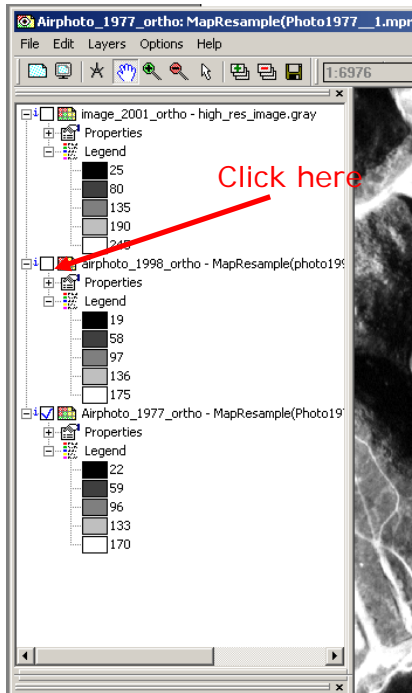 Airphoto_1977_ortho: MapResample(Photo1977__1.mpr
File Edit Layers Options Help
1:6976
image_2001_ortho - high_res_image.gray
Properties
Legend
25
80
135
190
245
Click here
airphoto_1998_ortho - MapResample(photo199
Properties
Legend
19
58
97
136
175
Airphoto_1977_ortho - MapResample(Photo19
Properties
Legend
22
59
96
133
170